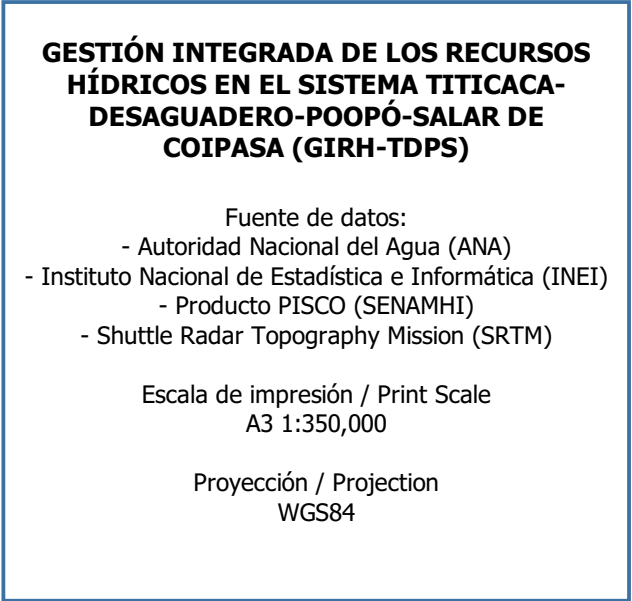 GESTIÓN INTEGRADA DE LOS RECURSOS
HÍDRICOS EN EL SISTEMA TITICACA-
DESAGUADERO-POOPÓ-SALAR DE
COIPASA (GIRH-TDPS)
Fuente de datos:
- Autoridad Nacional del Agua (ANA)
- Instituto Nacional de Estadística e Informática (INEI)
- Producto PISCO (SENAMHI)
- Shuttle Radar Topography Mission (SRTM)
Escala de impresión / Print Scale
A3 1:350,000
Proyección / Projection
WGS84